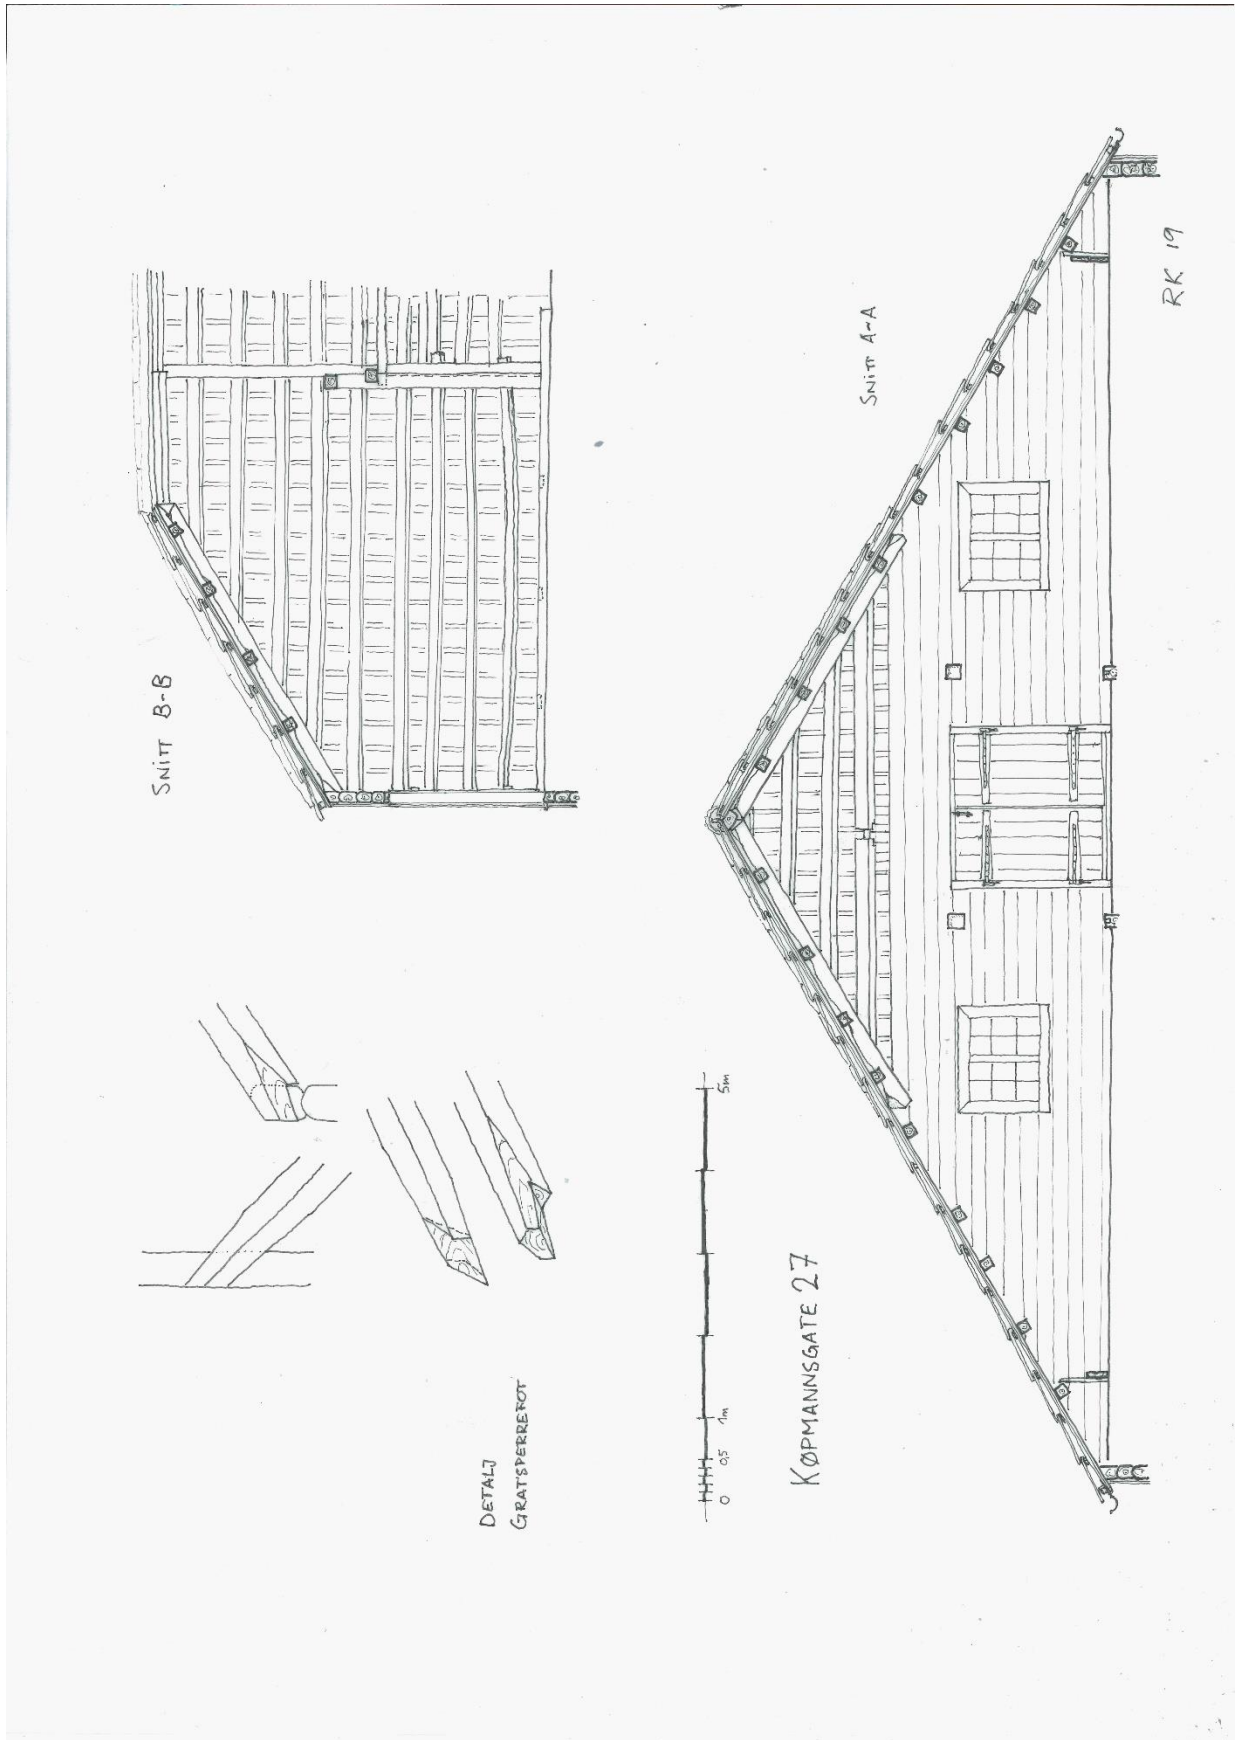 DETALJ
GRATSPERREFOT
SNITT B-B
0 0,5 1m 5m
KØPMANNSGATE 27
SNITT A-A
RK 19